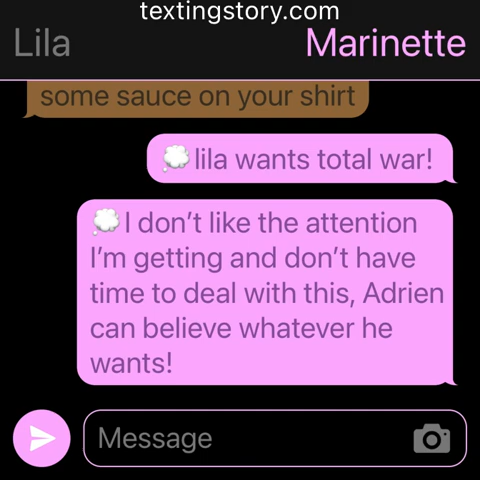 textingstory.com
Lila
Marinette
some sauce on your shirt
💭lila wants total war!
💭I don’t like the attention
I’m getting and don’t have
time to deal with this, Adrien
can believe whatever he
wants!
Message